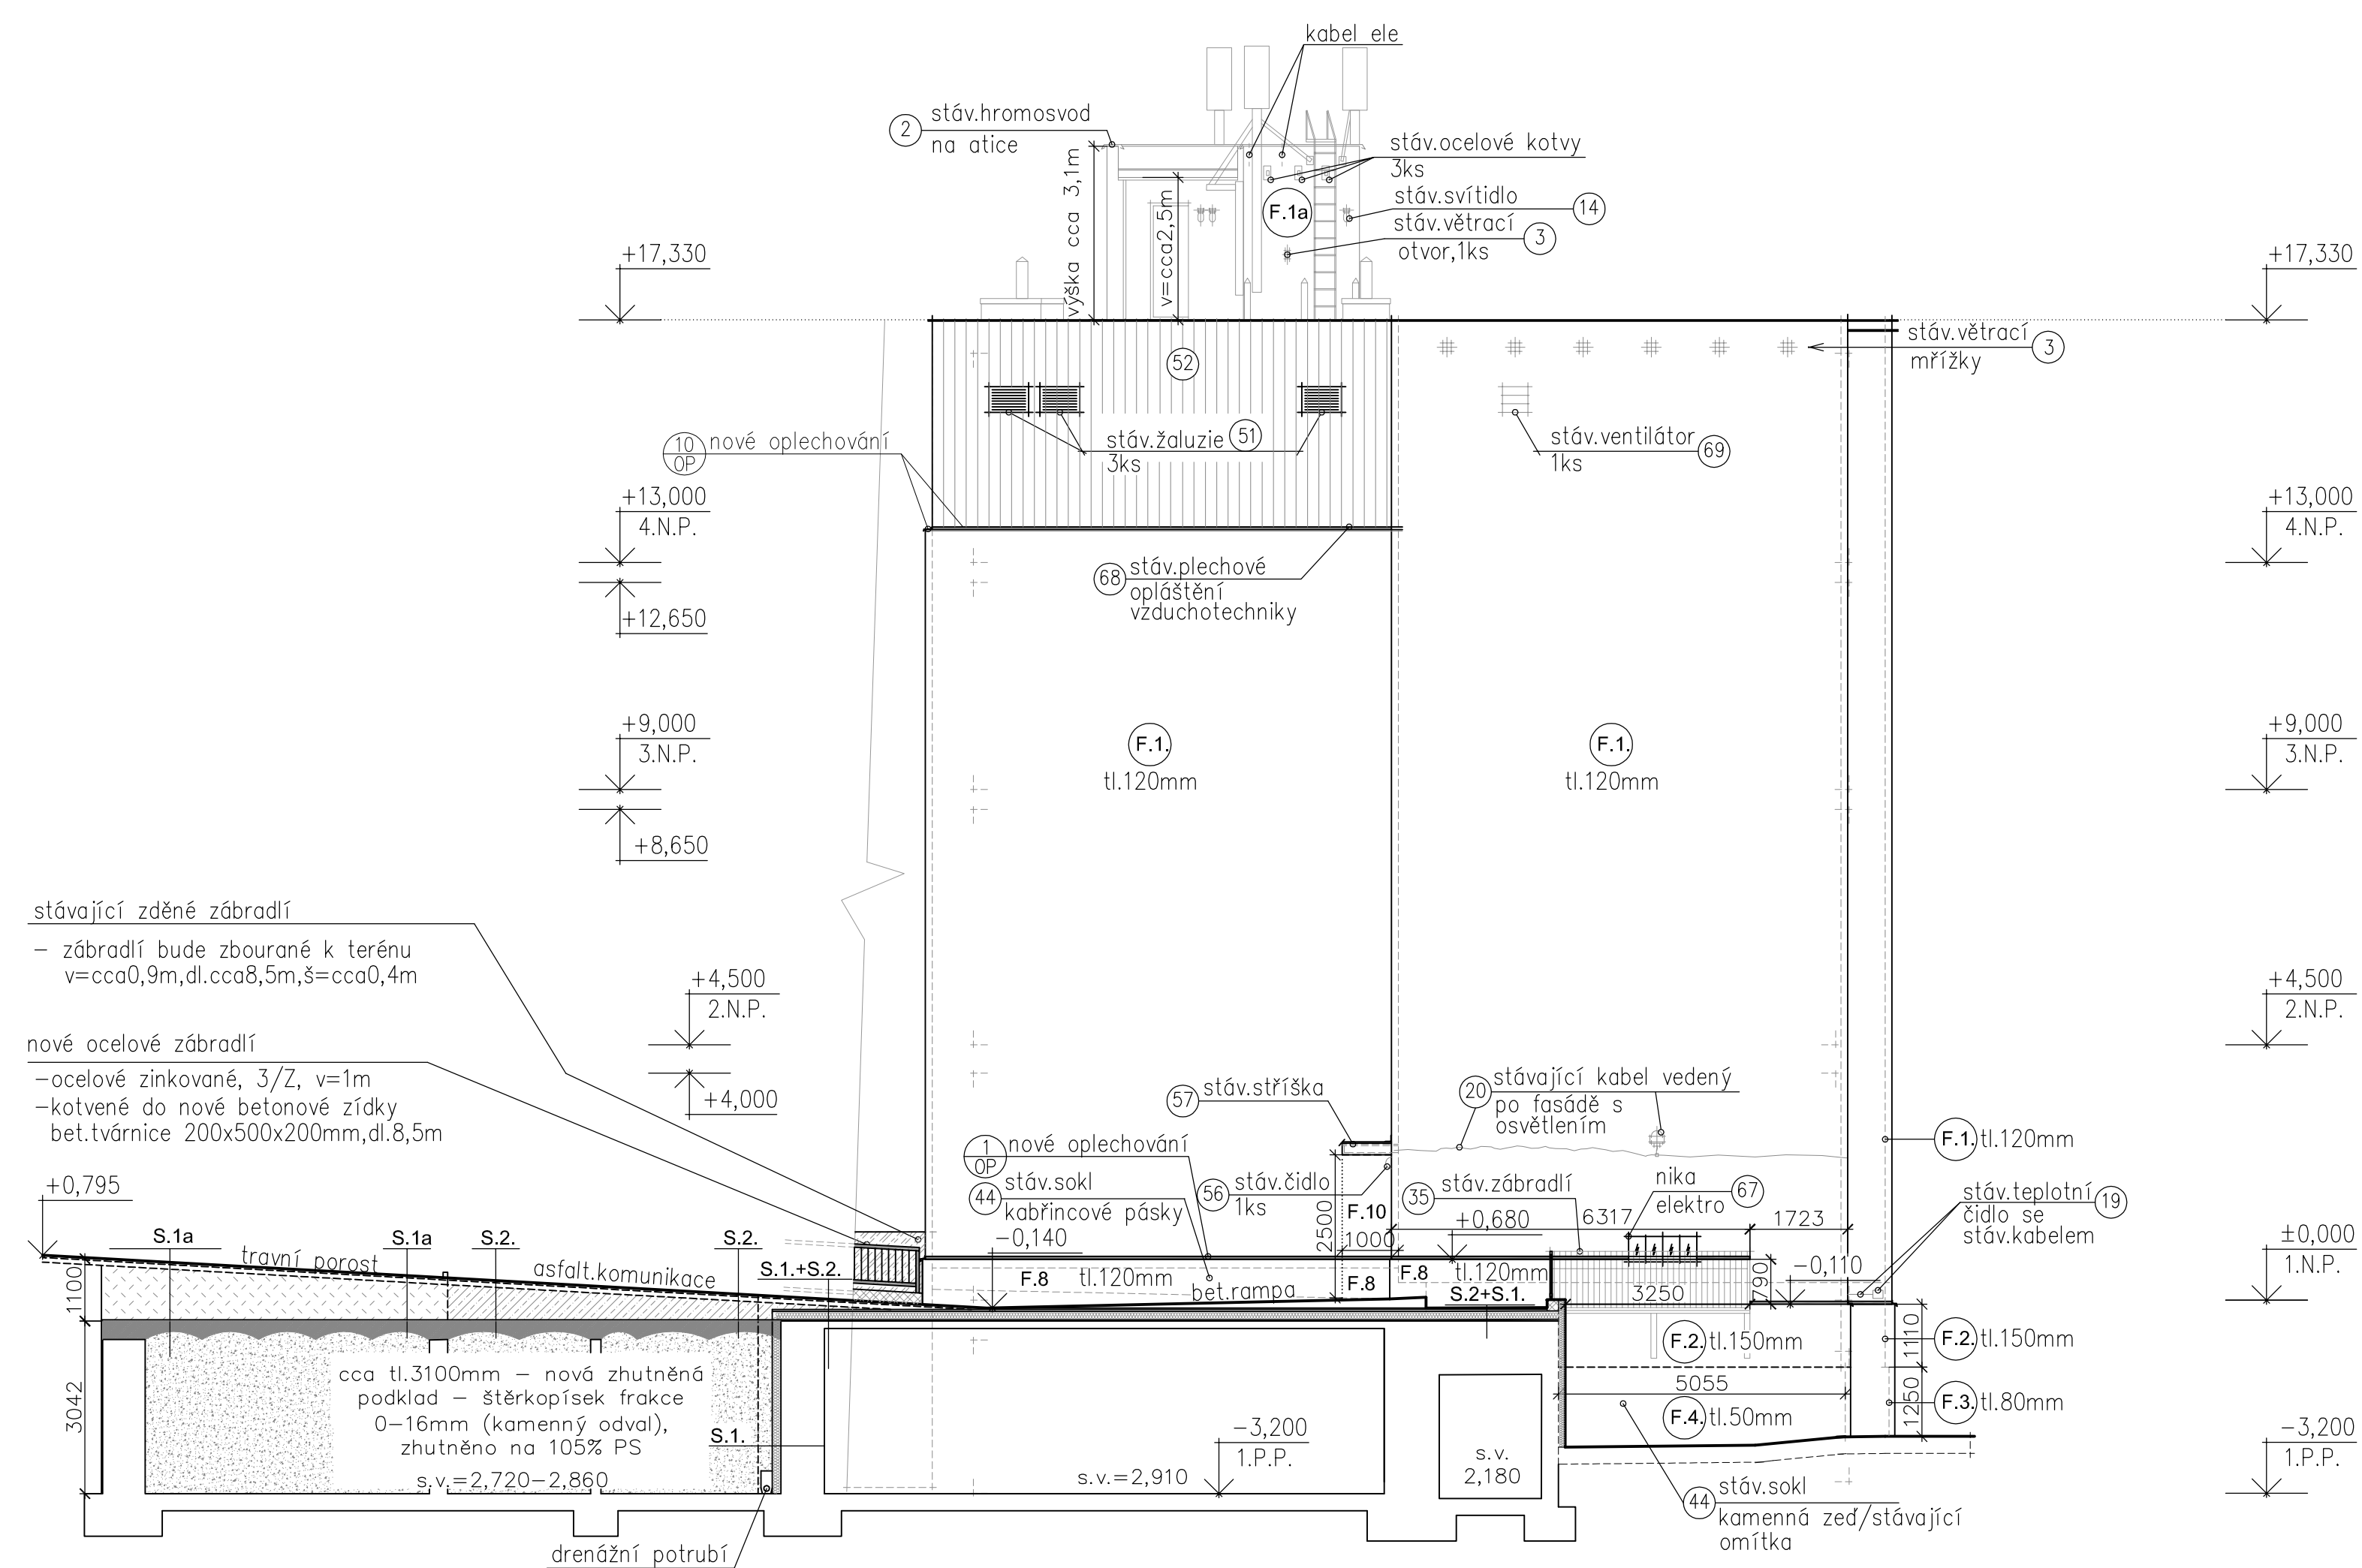 kabel ele
2
stáv.hromosvod
na atice
výška cca 3,1m
v=cca2,5m
stáv.ocelové kotvy
3ks
F.1a
stáv.svítidlo
14
stáv.větrací
otvor,1ks
3
+17,330
+17,330
stáv.větrací
mřížky
3
52
10
OP
nové oplechování
stáv.žaluzie
3ks
51
stáv.ventilátor
1ks
69
+13,000
4.N.P.
+13,000
4.N.P.
68
stáv.plechové
opláštění
vzduchotechniky
+12,650
+9,000
3.N.P.
F.1.
tl.120mm
F.1.
tl.120mm
+9,000
3.N.P.
+8,650
stávající zděné zábradlí
– zábradlí bude zbourané k terénu
v=cca0,9m,dl.cca8,5m,š=cca0,4m
+4,500
2.N.P.
+4,500
2.N.P.
nové ocelové zábradlí
–ocelové zinkované, 3/Z, v=1m
–kotvené do nové betonové zídky
bet.tvárnice 200x500x200mm,dl.8,5m
+4,000
57
stáv.stříška
20
stávající kabel vedený
po fasádě s
osvětlením
1
OP
nové oplechování
44
stáv.sokl
kabřincové pásky
56
stáv.čidlo
1ks
35
stáv.zábradlí
nika
elektro
67
F.1.
tl.120mm
stáv.teplotní
čidlo se
stáv.kabelem
19
+0,795
S.1a
travní porost
S.1a
S.2.
asfalt.komunikace
S.2.
S.1.+S.2.
–0,140
2500
F.10
1000
+0,680
6317
1723
±0,000
1.N.P.
F.8
tl.120mm
bet.rampa
F.8
F.8
tl.120mm
S.2+S.1.
3250
790
–0,110
1100
3042
cca tl.3100mm – nová zhutněná
podklad – štěrkopísek frakce
0–16mm (kamenný odval),
zhutněno na 105% PS
s.v.=2,720–2,860
S.1.
s.v.=2,910
–3,200
1.P.P.
s.v.
2,180
F.2.
tl.150mm
5055
F.4.
tl.50mm
1110
1250
F.2.
tl.150mm
F.3.
tl.80mm
–3,200
1.P.P.
44
stáv.sokl
kamenná zeď/stávající
omítka
drenážní potrubí